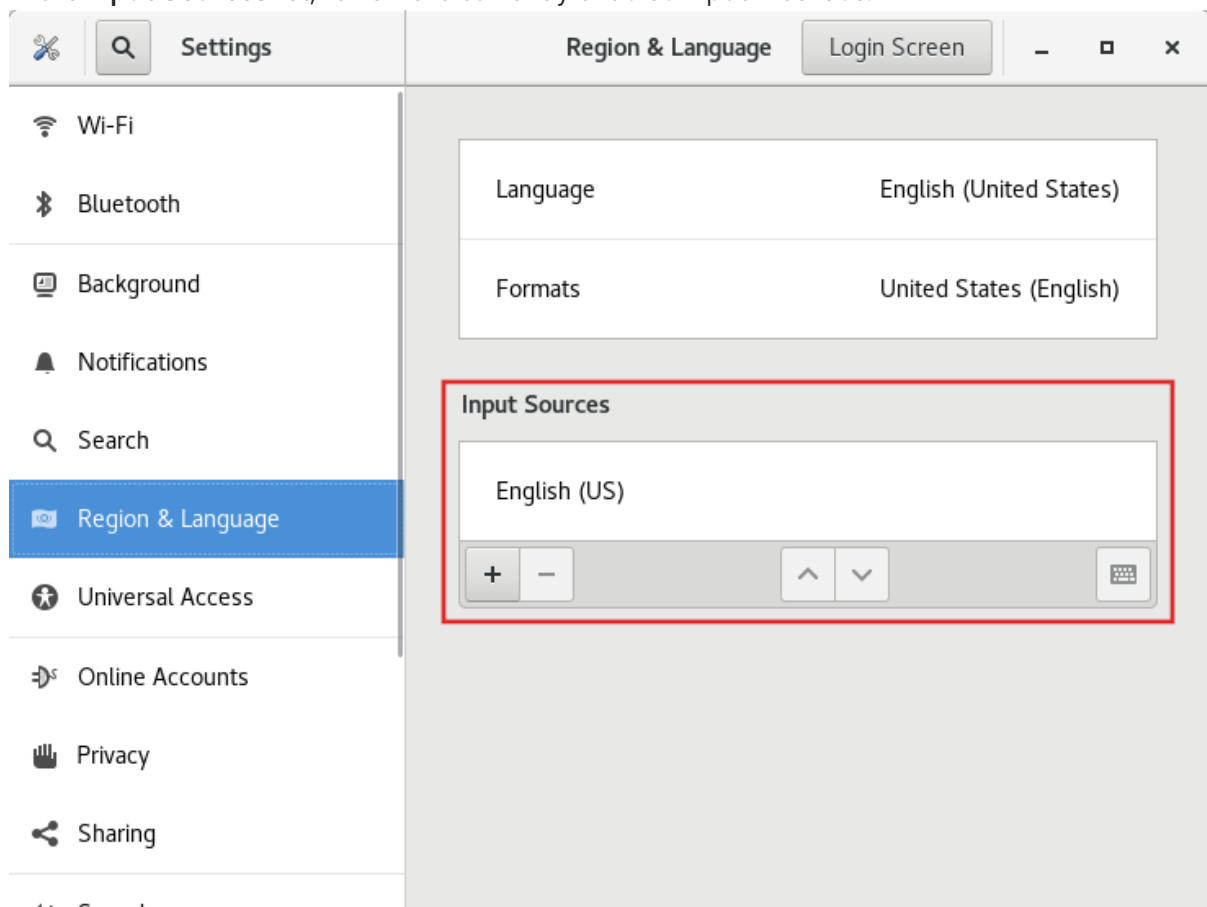 Settings
Region & Language
Login Screen
Wi-Fi
Bluetooth
Background
Notifications
Search
Region & Language
Universal Access
Online Accounts
Privacy
Sharing
Language
English (United States)
Formats
United States (English)
Input Sources
English (US)